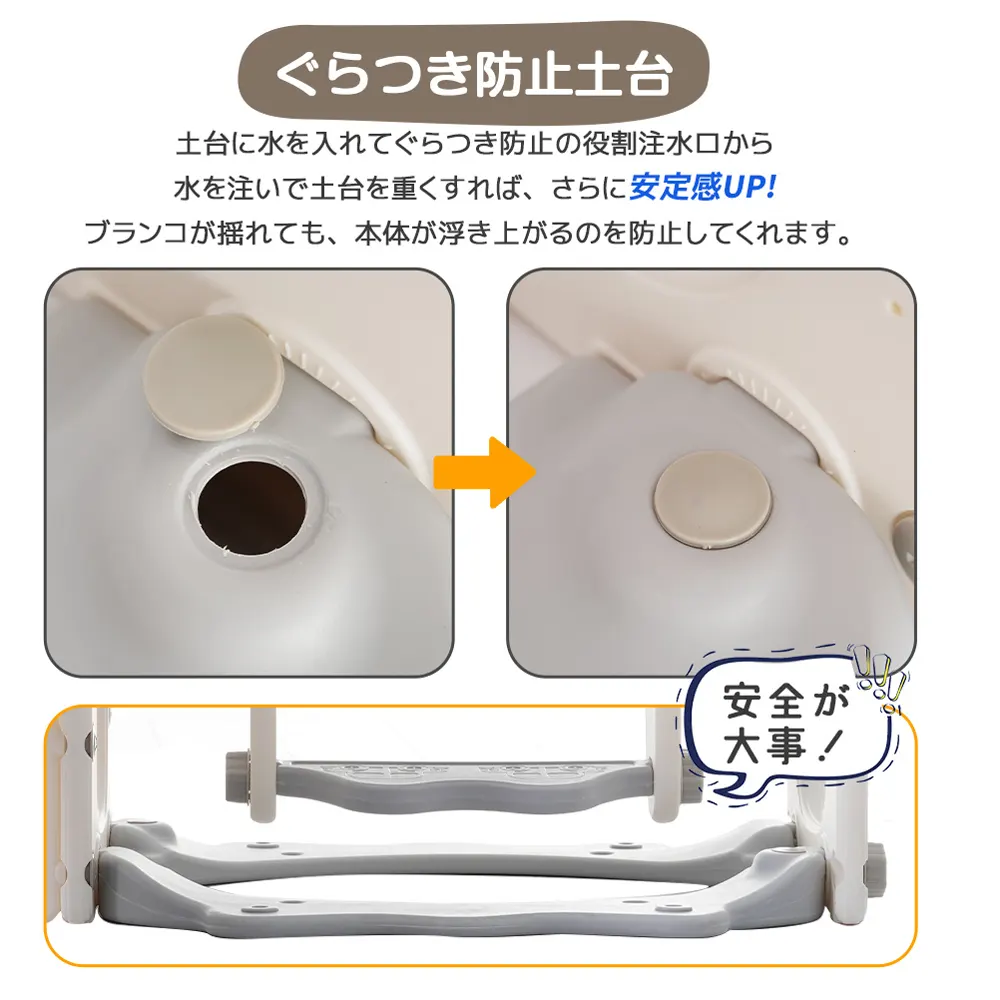 ぐらつき防止土台
土台に水を入れてぐらつき防止の役割注水口から
水を注いで土台を重くすれば、さらに安定感UP!
ブランコが揺れても、本体が浮き上がるのを防止してくれます。
安全が
大事！